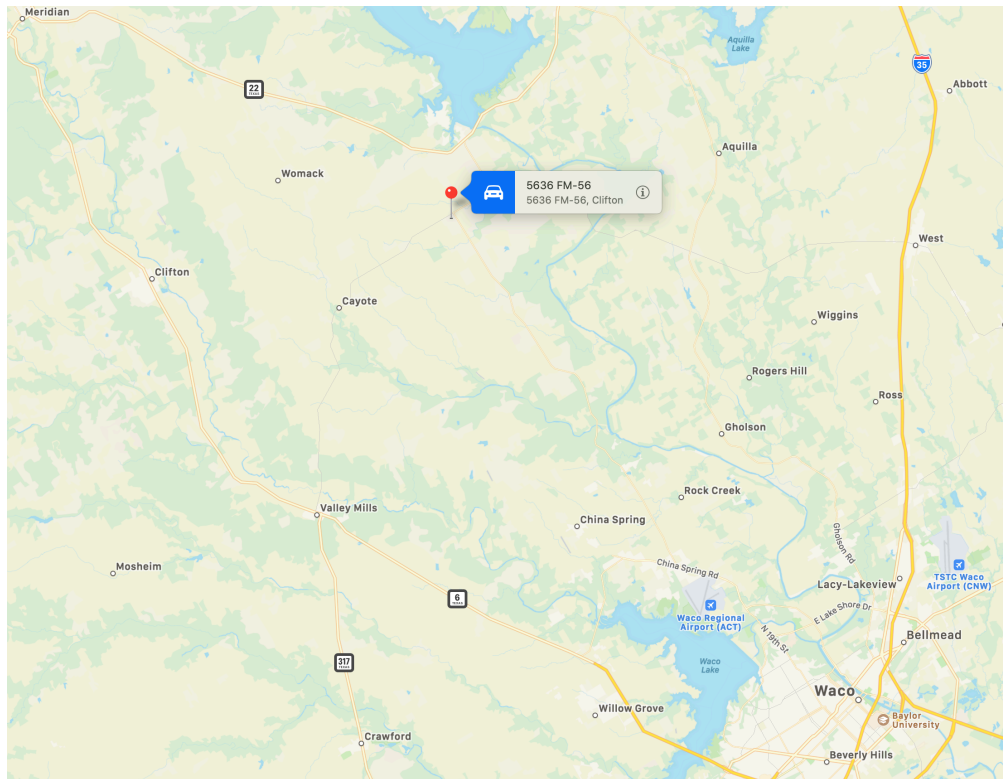 Meridian
Aquilla
Lake
35
Abbott
22
TEXAS
Aquilla
Womack
5636 FM-56
5636 FM-56, Clifton
West
Clifton
Cayote
Wiggins
Rogers Hill
Ross
Gholson
Rock Creek
Valley Mills
China Spring
Gholson Rd
China Spring Rd
Mosheim
TSTC Waco
Airport (CNW)
Lacy-Lakeview
6
TEXAS
Waco Regional
Airport (ACT)
E Lake Shore Dr
N 19th St
Bellmead
317
TEXAS
Waco
Lake
Waco
Willow Grove
Baylor
University
Crawford
Beverly Hills